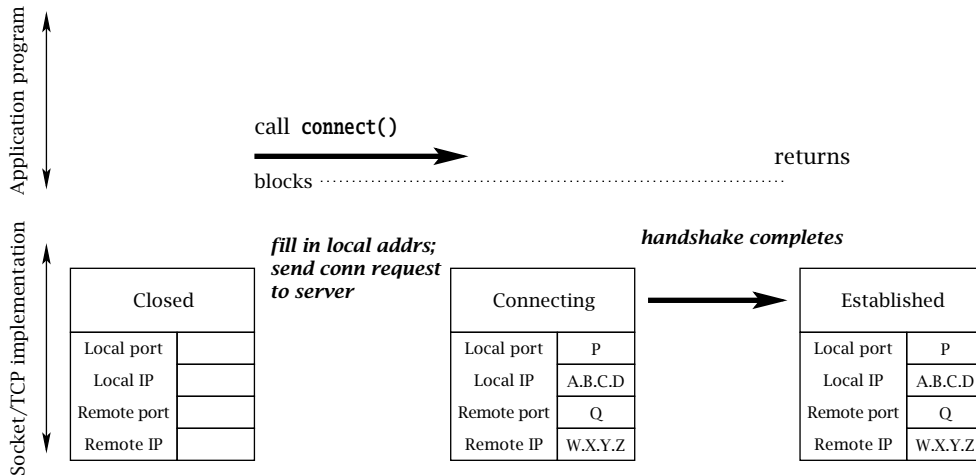 Application program
call connect()
blocks
returns
Socket/TCP implementation
fill in local addrs;
send conn request
to server
handshake completes
Closed
Local port
Local IP
Remote port
Remote IP
Connecting
Local port P
Local IP A.B.C.D
Remote port Q
Remote IP W.X.Y.Z
Established
Local port P
Local IP A.B.C.D
Remote port Q
Remote IP W.X.Y.Z